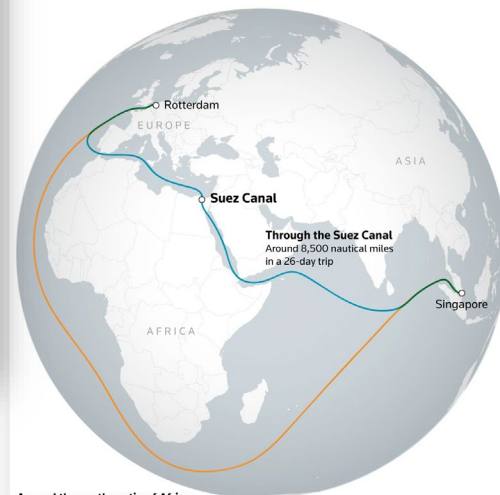 Rotterdam
EUROPE
ASIA
Suez Canal
Through the Suez Canal
Around 8,500 nautical miles
in a 26-day trip
Singapore
AFRICA